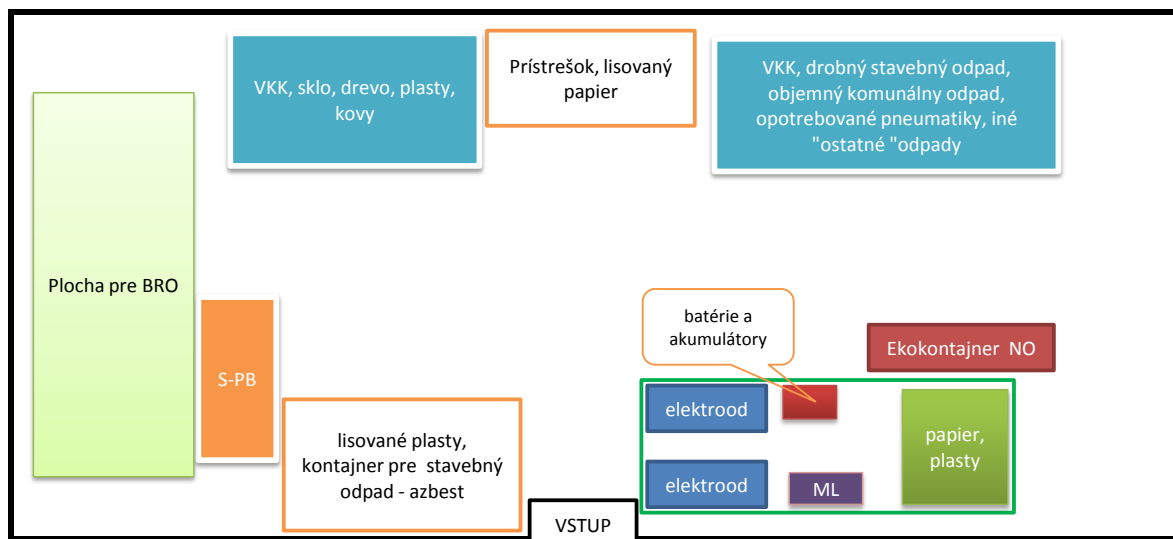 VKK, sklo, drevo, plasty,
kovy
Prístrešok, lisovaný
papier
VKK, drobný stavebný odpad,
objemný komunálny odpad,
opotrebované pneumatiky, iné
"ostatné "odpady
Plocha pre BRO
S-PB
lisované plasty,
kontajner pre stavebný
odpad - azbest
VSTUP
batérie a
akumulátory
Ekokontajner NO
elektrood
elektrood
ML
papier,
plasty